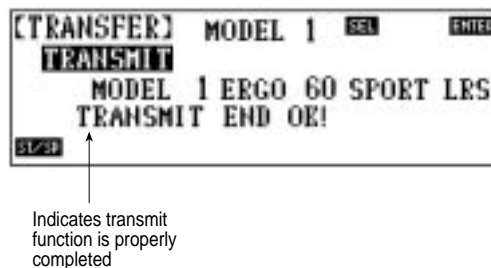 [TRANSFER] MODEL 1 SEL ENTER
TRANSMIT
MODEL 1 ERGO 60 SPORT LRS
TRANSMIT END OK!
ST/SP
Indicates transmit
function is properly
completed